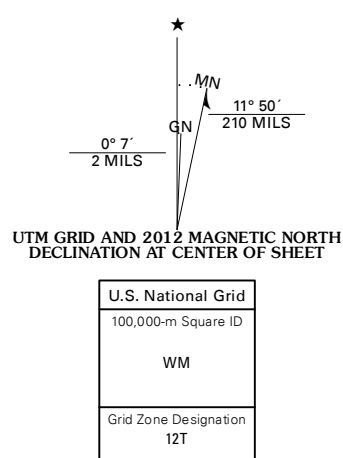 ★
MN
11° 50´
210 MILS
GN
0° 7´
2 MILS
UTM GRID AND 2012 MAGNETIC NORTH
DECLINATION AT CENTER OF SHEET
U.S. National Grid
100,000-m Square ID
WM
Grid Zone Designation
12T